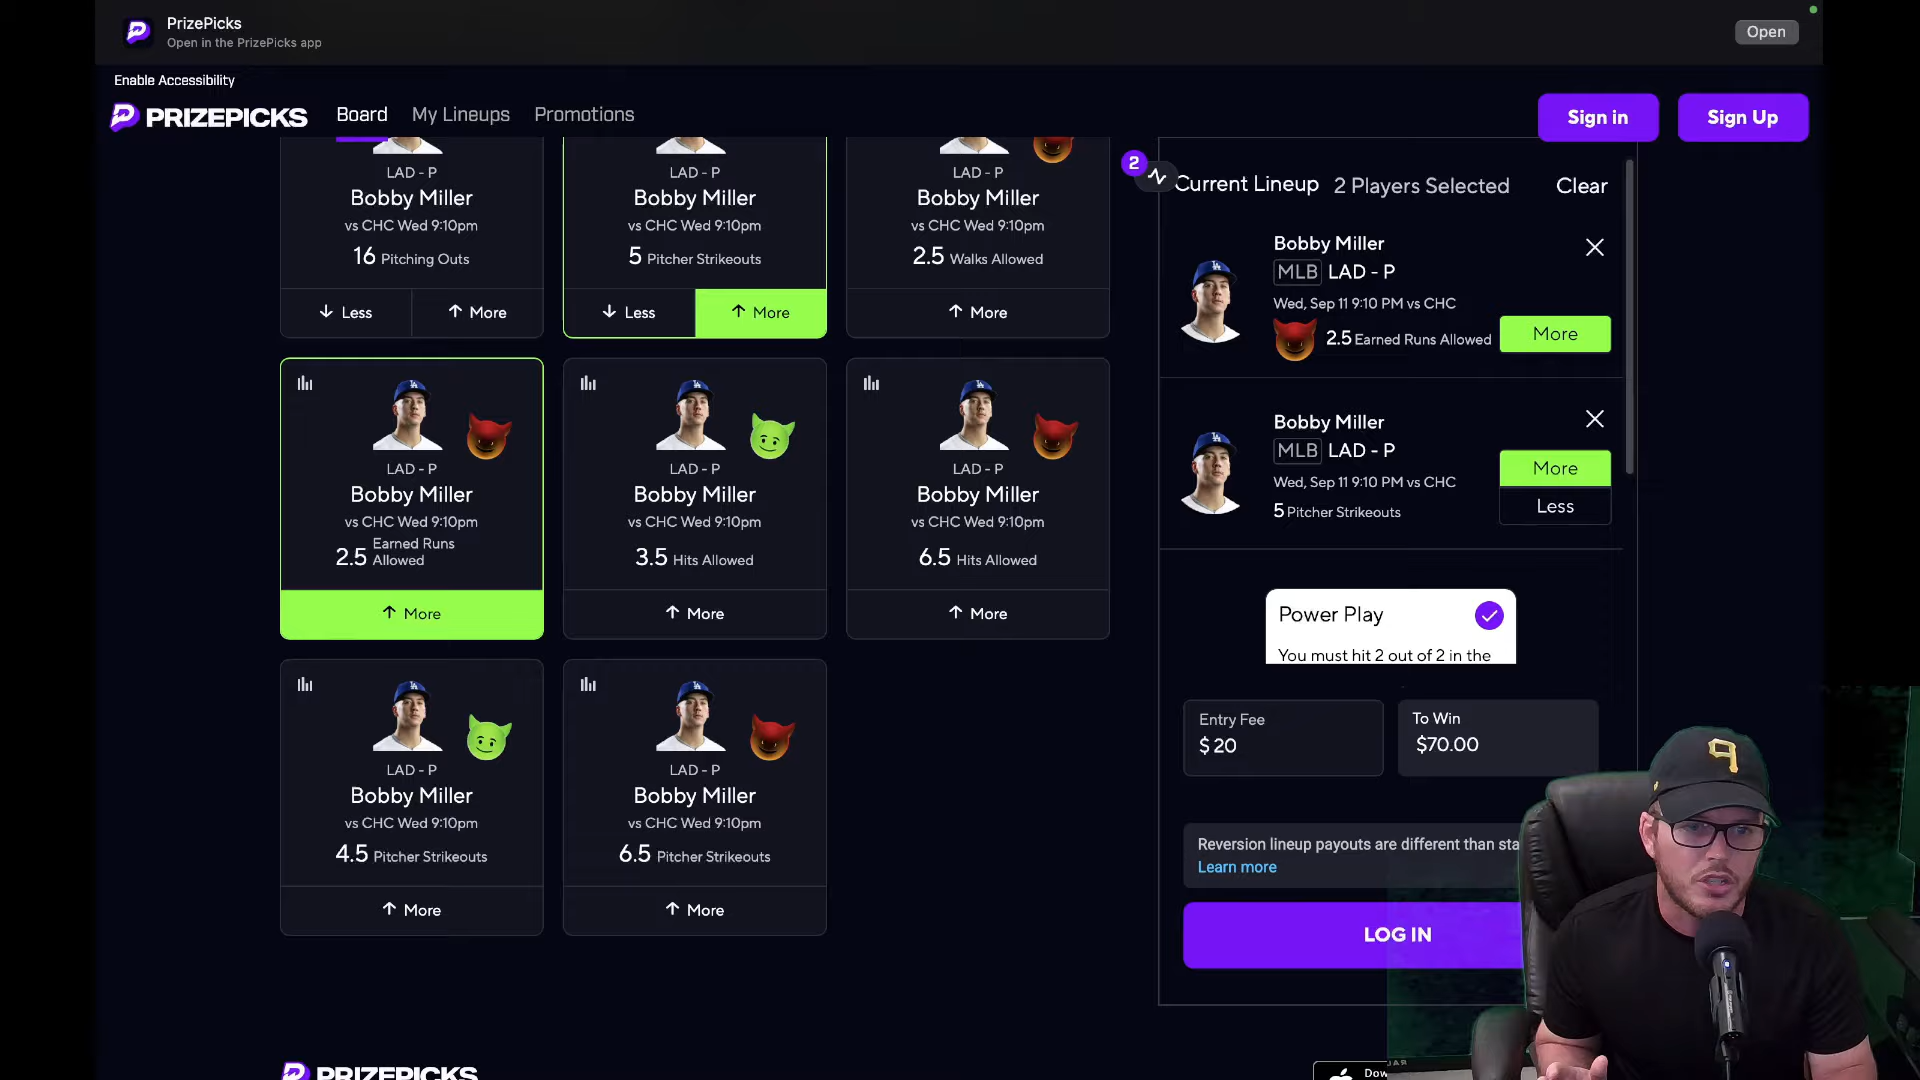 PrizePicks
Open in the PrizePicks app
Open
Enable Accessibility
PRIZEPICKS
Board
My Lineups
Promotions
Sign in
Sign Up
LAD - P
Bobby Miller
vs CHC Wed 9:10pm
16 Pitching Outs
Less
More
LAD - P
Bobby Miller
vs CHC Wed 9:10pm
5 Pitcher Strikeouts
Less
More
LAD - P
Bobby Miller
vs CHC Wed 9:10pm
2.5 Walks Allowed
More
LA
LAD - P
Bobby Miller
vs CHC Wed 9:10pm
2.5 Earned Runs
Allowed
More
LA
LAD - P
Bobby Miller
vs CHC Wed 9:10pm
3.5 Hits Allowed
More
LA
LAD - P
Bobby Miller
vs CHC Wed 9:10pm
6.5 Hits Allowed
More
LA
LAD - P
Bobby Miller
vs CHC Wed 9:10pm
4.5 Pitcher Strikeouts
More
LA
LAD - P
Bobby Miller
vs CHC Wed 9:10pm
6.5 Pitcher Strikeouts
More
2
Current Lineup
2 Players Selected
Clear
LA
Bobby Miller
MLB LAD - P
Wed, Sep 11 9:10 PM vs CHC
2.5 Earned Runs Allowed
More
LA
Bobby Miller
MLB LAD - P
Wed, Sep 11 9:10 PM vs CHC
5 Pitcher Strikeouts
More
Less
Power Play
You must hit 2 out of 2 in the
Entry Fee
$ 20
To Win
$70.00
Reversion lineup payouts are different than sta
Learn more
LOG IN
PRIZEPICKS
Dow
P